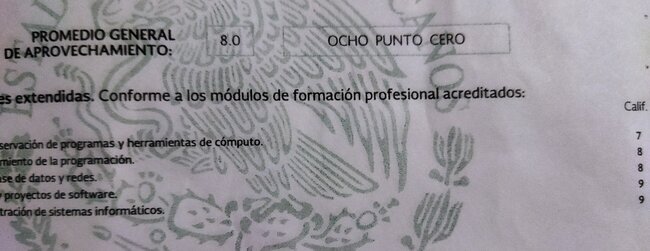 PROMEDIO GENERAL
DE APROVECHAMIENTO: 8.0 OCHO PUNTO CERO
es extendidas. Conforme a los módulos de formación profesional acreditados:
Calif.
servación de programas y herramientas de cómputo. 7
miento de la programación. 8
ase de datos y redes. 8
y proyectos de software. 9
tración de sistemas informáticos. 9